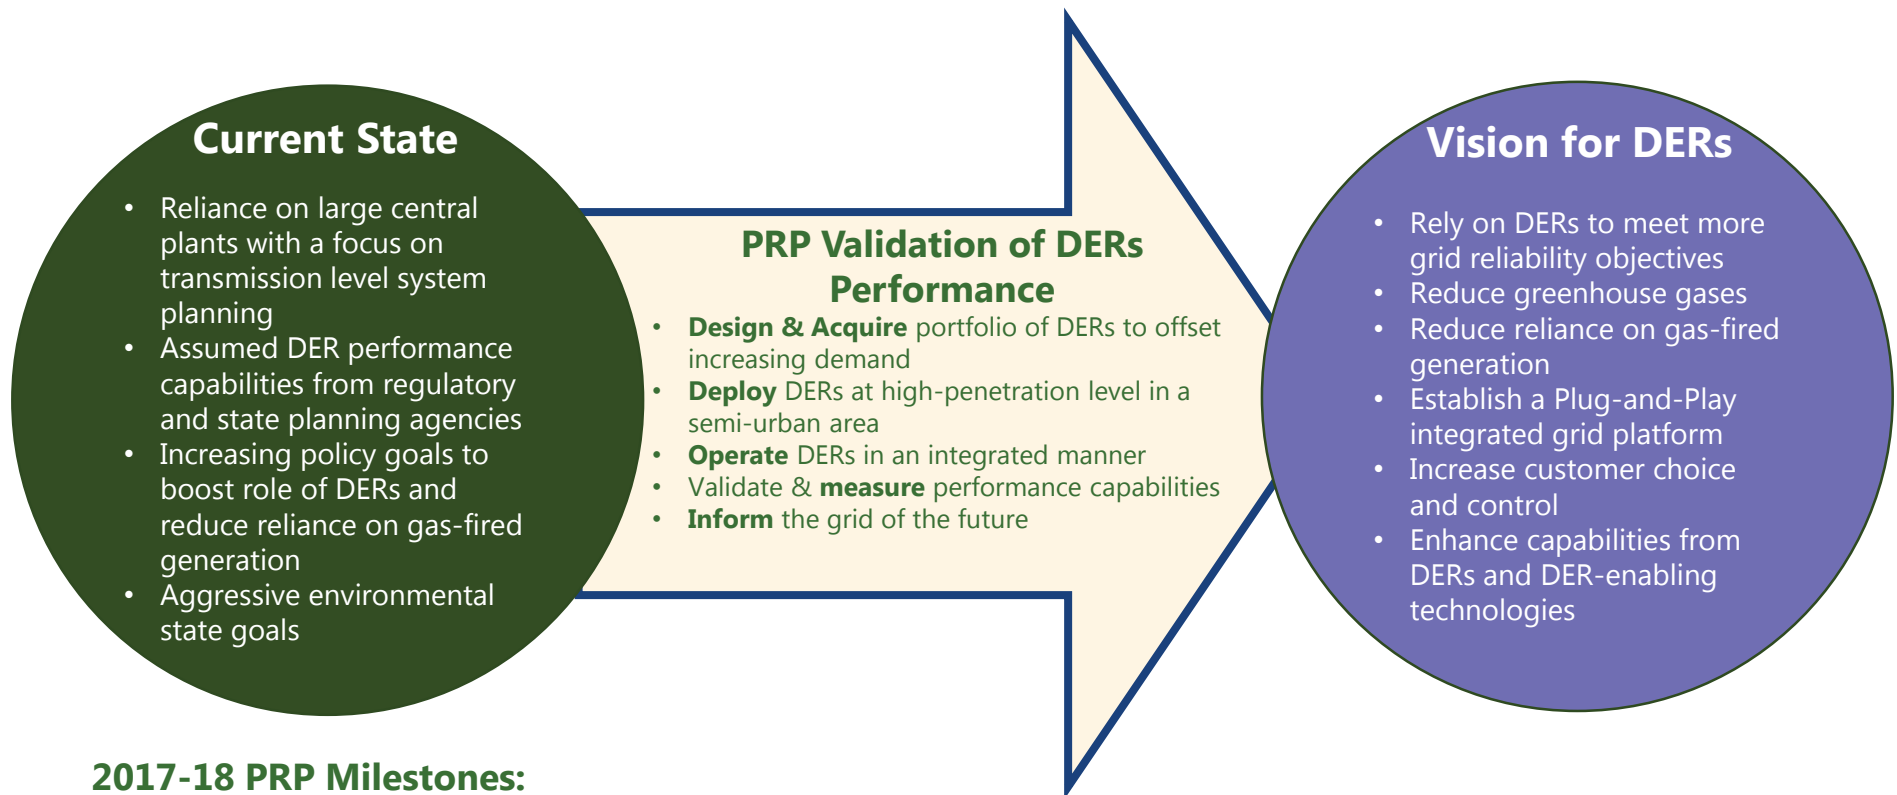 Current State
• Reliance on large central
plants with a focus on
transmission level system
planning
• Assumed DER performance
capabilities from regulatory
and state planning agencies
• Increasing policy goals to
boost role of DERs and
reduce reliance on gas-fired
generation
• Aggressive environmental
state goals
PRP Validation of DERs
Performance
• Design & Acquire portfolio of DERs to offset
increasing demand
• Deploy DERs at high-penetration level in a
semi-urban area
• Operate DERs in an integrated manner
• Validate & measure performance capabilities
• Inform the grid of the future
Vision for DERs
• Rely on DERs to meet more
grid reliability objectives
• Reduce greenhouse gases
• Reduce reliance on gas-fired
generation
• Establish a Plug-and-Play
integrated grid platform
• Increase customer choice
and control
• Enhance capabilities from
DERs and DER-enabling
technologies
2017-18 PRP Milestones: